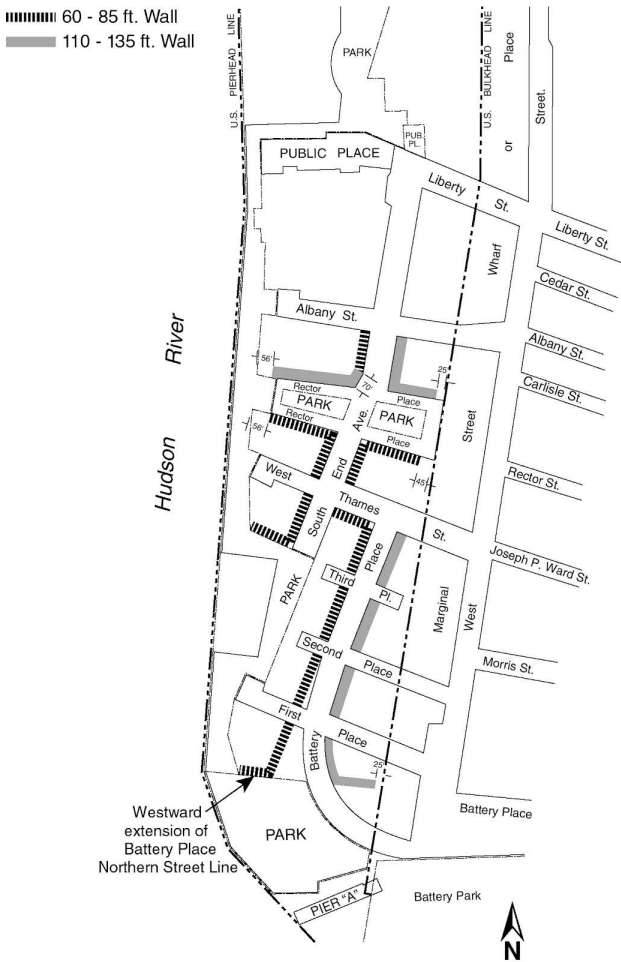 60 - 85 ft. Wall
110 - 135 ft. Wall
U.S. PIERHEAD LINE
PARK
U.S. BULKHEAD LINE
Place
or
Street.
PUB.
PL.
PUBLIC PLACE
Liberty
St.
Liberty St.
Wharf
Cedar St.
Albany St.
Albany St.
Carlisle St.
Hudson River
56'
25'
70'
Rector
Place
PARK
PARK
Rector
Place
Ave.
End
South
56'
45'
Street
Rector St.
West
Thames
St.
Joseph P. Ward St.
Place
Third
Pl.
PARK
Marginal
West
Second
Place
Morris St.
First
Place
Battery
25'
Battery Place
Westward
extension of
Battery Place
Northern Street Line
PARK
PIER "A"
Battery Park
N